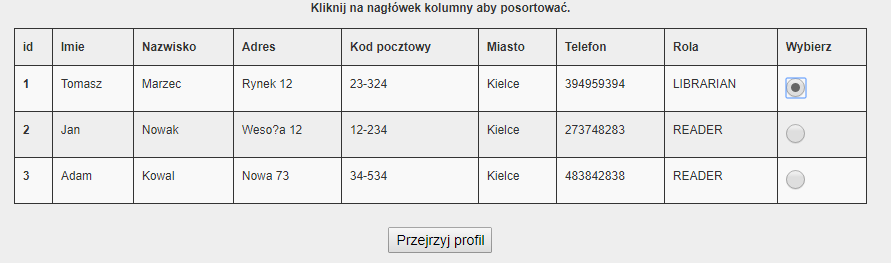 Kliknij na nagłówek kolumny aby posortować.
id Imie Nazwisko Adres Kod pocztowy Miasto Telefon Rola Wybierz
1 Tomasz Marzec Rynek 12 23-324 Kielce 394959394 LIBRARIAN
2 Jan Nowak Weso?a 12 12-234 Kielce 273748283 READER
3 Adam Kowal Nowa 73 34-534 Kielce 483842838 READER
Przejrzyj profil